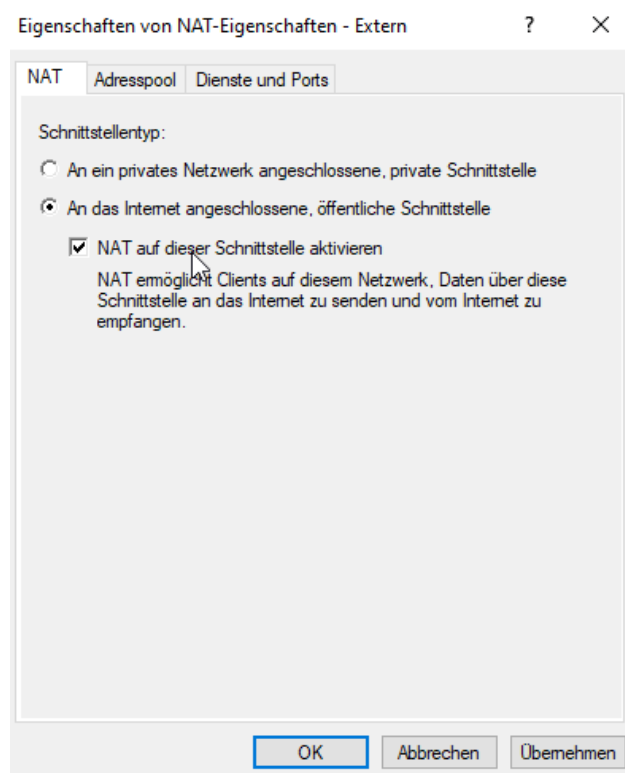 Eigenschaften von NAT-Eigenschaften - Extern ? ×
NAT Adresspool Dienste und Ports
Schnittstellentyp:
An ein privates Netzwerk angeschlossene, private Schnittstelle
An das Internet angeschlossene, öffentliche Schnittstelle
NAT auf dieser Schnittstelle aktivieren
NAT ermöglicht Clients auf diesem Netzwerk, Daten über diese
Schnittstelle an das Internet zu senden und vom Internet zu
empfangen.
OK Abbrechen Übernehmen